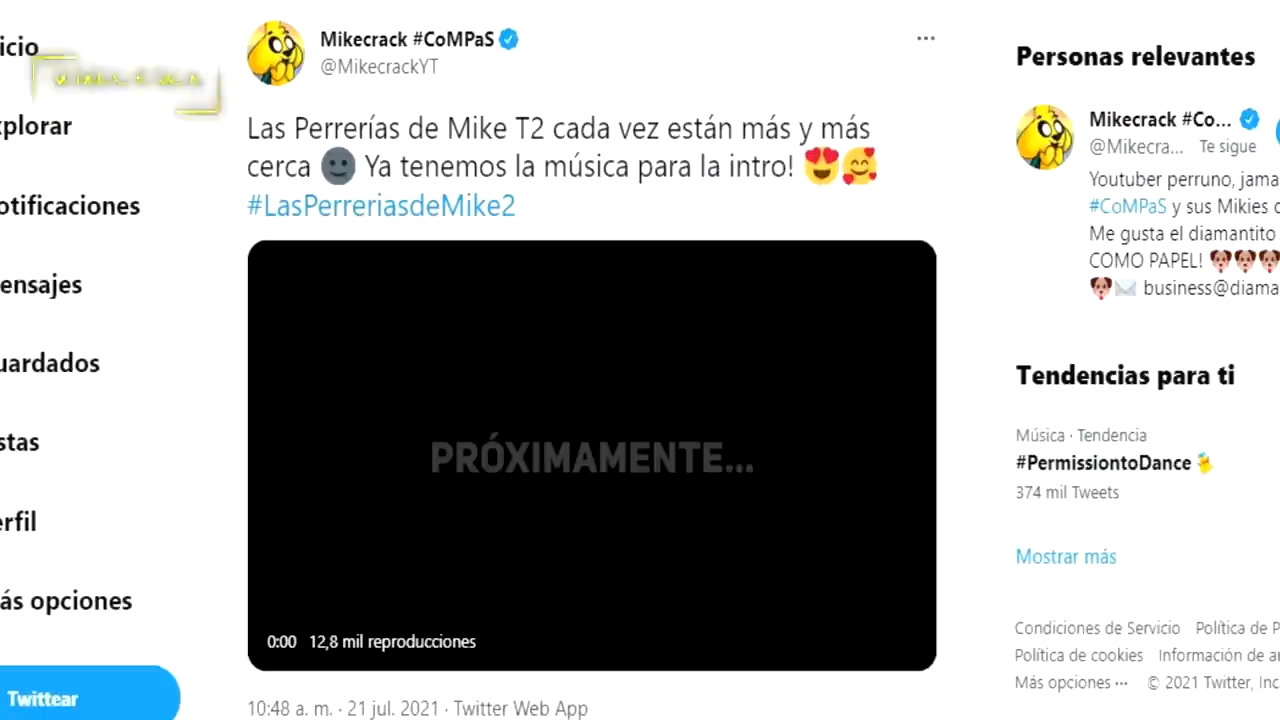 icio
xplorar
otificaciones
ensajes
uardados
stas
erfil
ás opciones
Twittear
Mikecrack #CoMPaS
@MikecrackYT
Las Perrerías de Mike T2 cada vez están más y más
cerca 🌚 Ya tenemos la música para la intro! 😍🥰
#LasPerreriasdeMike2
PRÓXIMAMENTE...
0:00 12,8 mil reproducciones
10:48 a. m. · 21 jul. 2021 · Twitter Web App
Personas relevantes
Mikecrack #Co...
@Mikecra... Te sigue
Youtuber perruno, jama
#CoMPaS y sus Mikies
Me gusta el diamantito
COMO PAPEL! 🐶🐶🐶
🐶✉️ business@diama
Tendencias para ti
Música · Tendencia
#PermissiontoDance
374 mil Tweets
Mostrar más
Condiciones de Servicio Política de P
Política de cookies Información de a
Más opciones ··· © 2021 Twitter, Inc